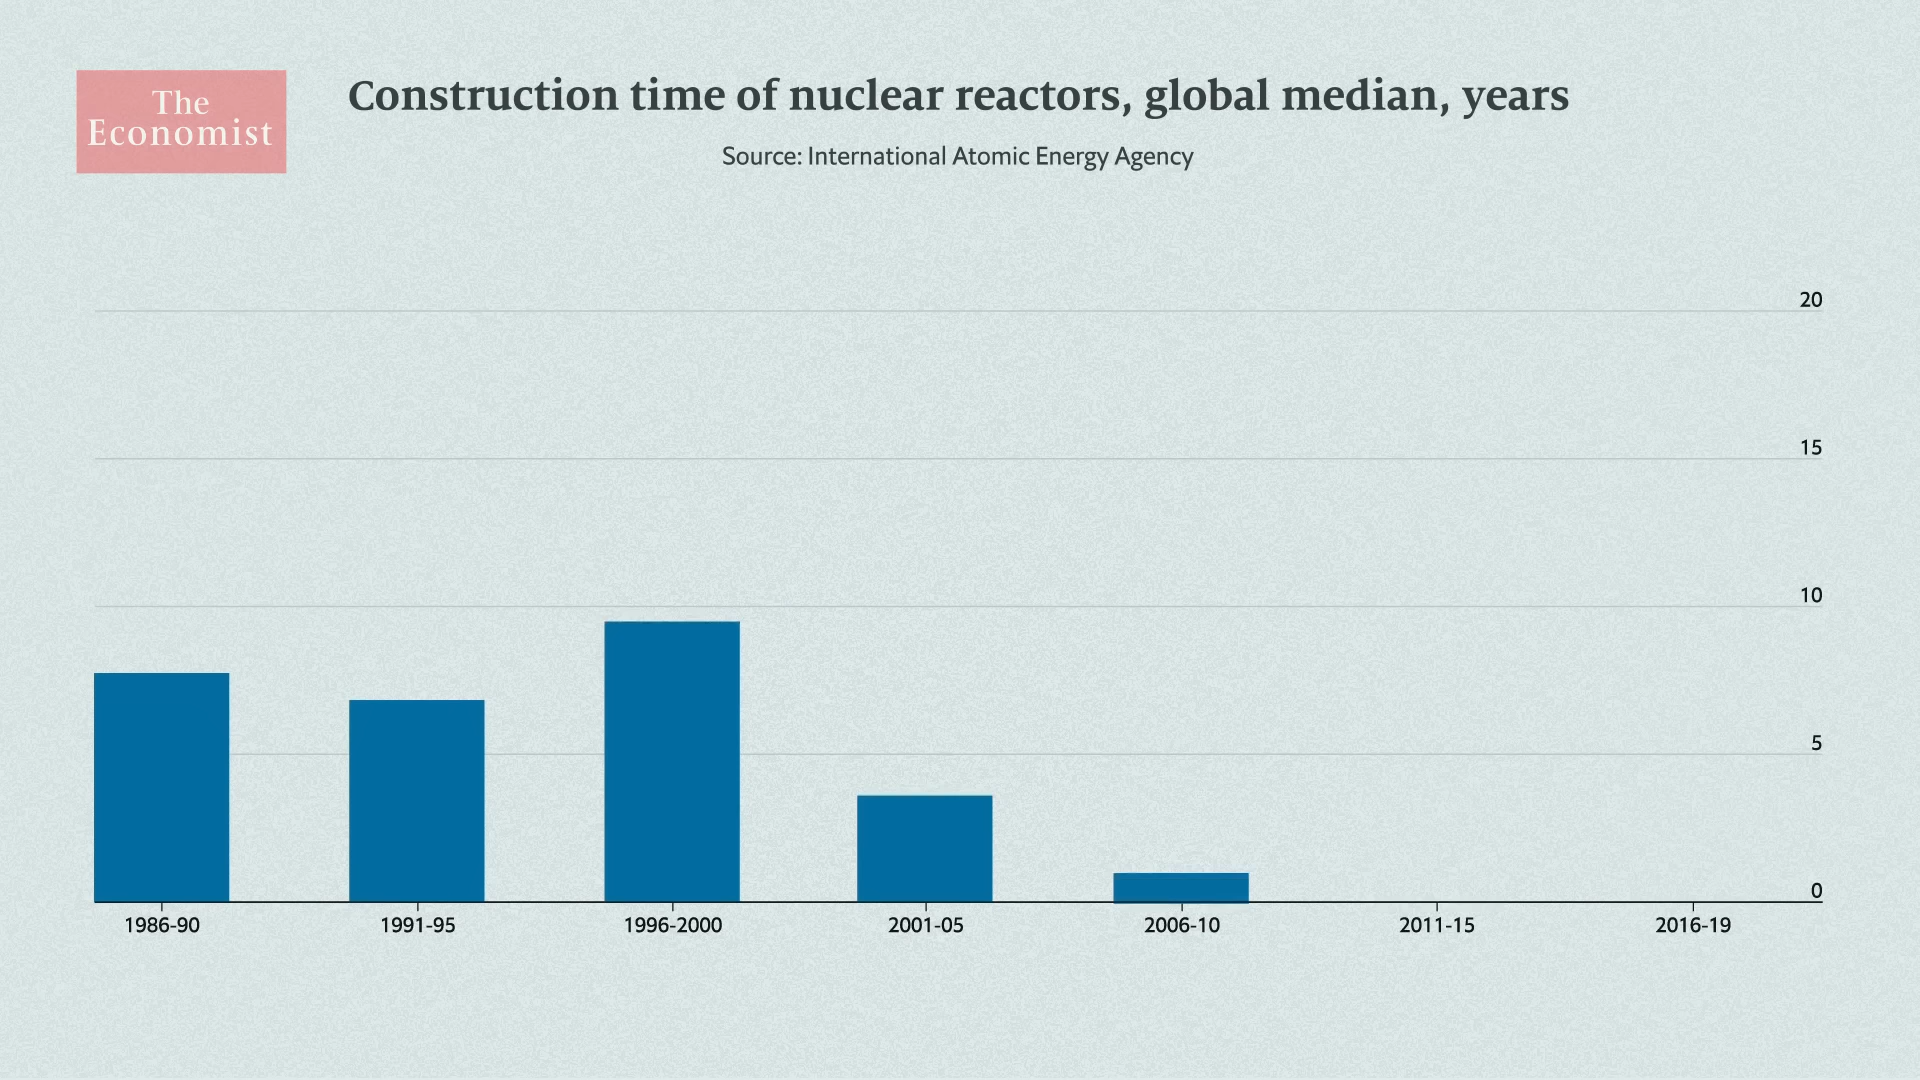 The
Economist
Construction time of nuclear reactors, global median, years
Source: International Atomic Energy Agency
20
15
10
5
0
1986-90 1991-95 1996-2000 2001-05 2006-10 2011-15 2016-19